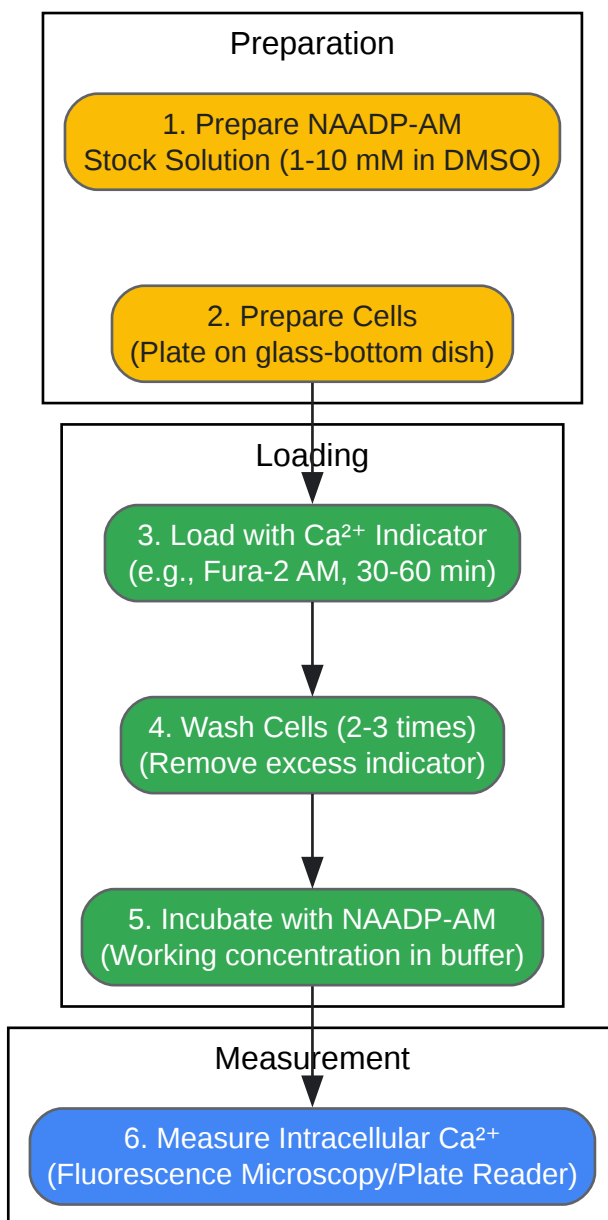 Preparation
1. Prepare NAADP-AM
Stock Solution (1-10 mM in DMSO)
2. Prepare Cells
(Plate on glass-bottom dish)
Loading
3. Load with Ca²⁺ Indicator
(e.g., Fura-2 AM, 30-60 min)
4. Wash Cells (2-3 times)
(Remove excess indicator)
5. Incubate with NAADP-AM
(Working concentration in buffer)
Measurement
6. Measure Intracellular Ca²⁺
(Fluorescence Microscopy/Plate Reader)